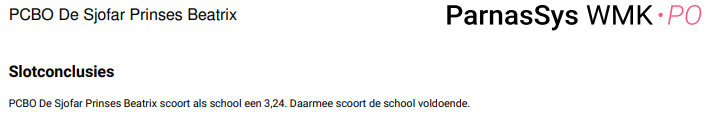 PCBO De Sjofar Prinses Beatrix
ParnasSys WMK·PO
Slotconclusies
PCBO De Sjofar Prinses Beatrix scoort als school een 3,24. Daarmee scoort de school voldoende.